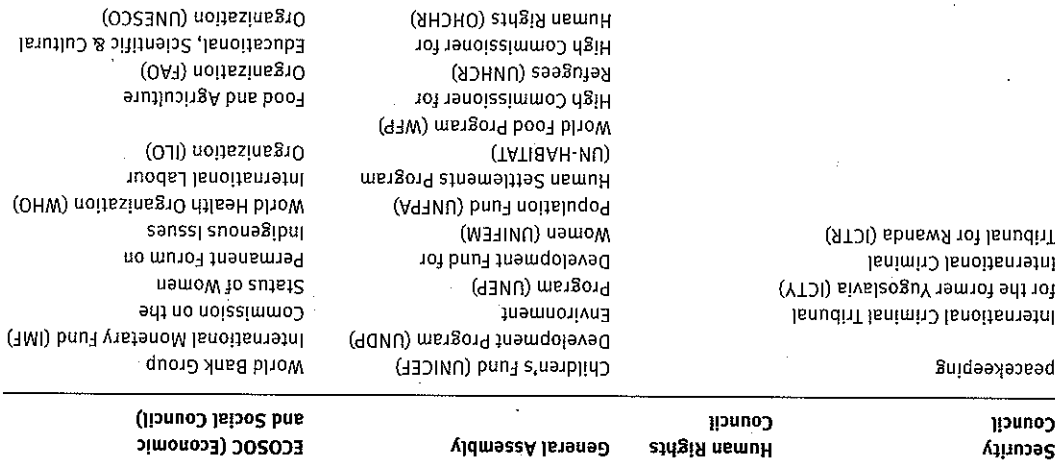 Security
Council
peacekeeping
International Criminal Tribunal
for the former Yugoslavia (ICTY)
International Criminal
Tribunal for Rwanda (ICTR)
Human Rights
Council
General Assembly
Children's Fund (UNICEF)
Development Program (UNDP)
Environment
Program (UNEP)
Development Fund for
Women (UNIFEM)
Population Fund (UNFPA)
Human Settlements Program
(UN-HABITAT)
World Food Program (WFP)
High Commissioner for
Refugees (UNHCR)
High Commissioner for
Human Rights (OHCHR)
ECOSOC (Economic
and Social Council)
World Bank Group
International Monetary Fund (IMF)
Commission on the
Status of Women
Permanent Forum on
Indigenous Issues
World Health Organization (WHO)
International Labour
Organization (ILO)
Food and Agriculture
Organization (FAO)
Educational, Scientific & Cultural
Organization (UNESCO)